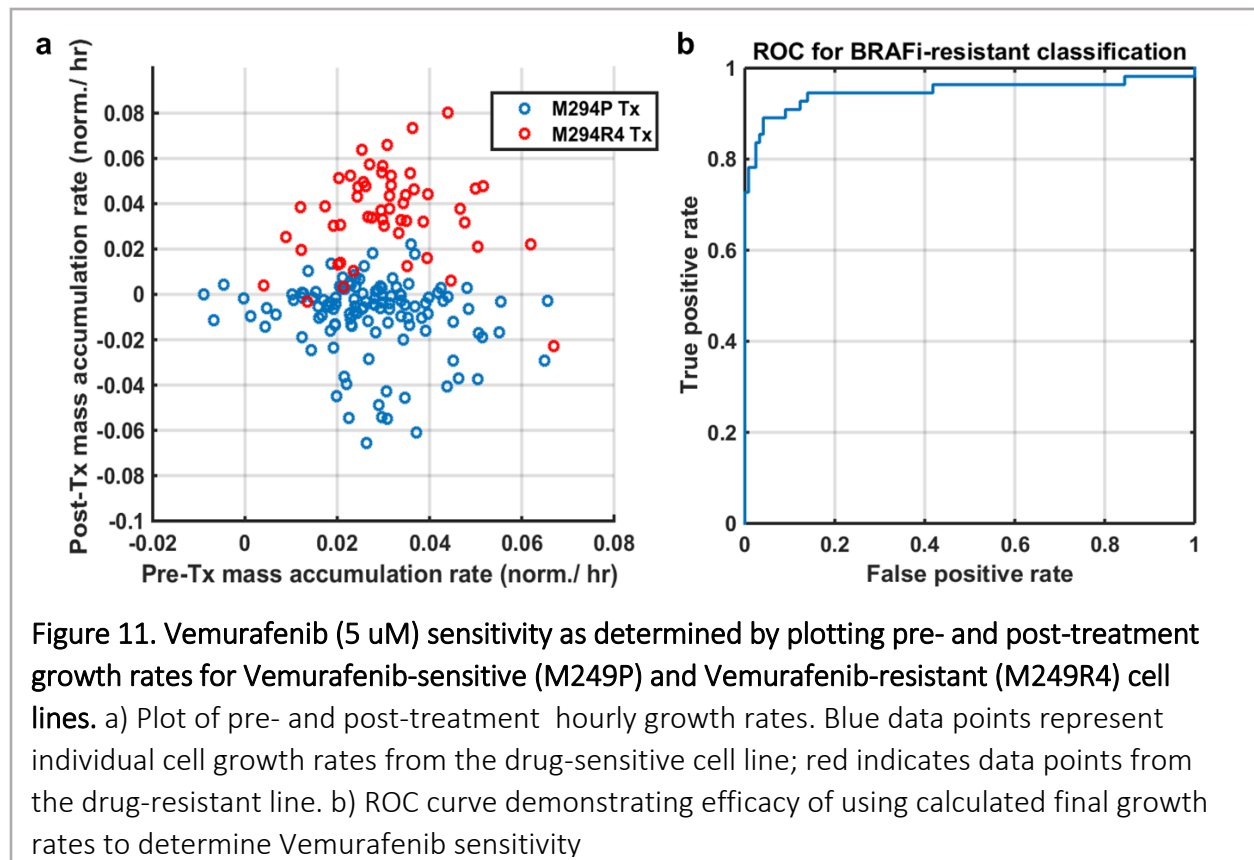 a
Post-Tx mass accumulation rate (norm./ hr)
0.08
0.06
0.04
0.02
0
-0.02
-0.04
-0.06
-0.08
-0.1
-0.02 0 0.02 0.04 0.06 0.08
Pre-Tx mass accumulation rate (norm./ hr)
M294P Tx
M294R4 Tx
b
ROC for BRAFi-resistant classification
True positive rate
1
0.8
0.6
0.4
0.2
0
0 0.2 0.4 0.6 0.8 1
False positive rate
Figure 11. Vemurafenib (5 uM) sensitivity as determined by plotting pre- and post-treatment
growth rates for Vemurafenib-sensitive (M249P) and Vemurafenib-resistant (M249R4) cell
lines. a) Plot of pre- and post-treatment hourly growth rates. Blue data points represent
individual cell growth rates from the drug-sensitive cell line; red indicates data points from
the drug-resistant line. b) ROC curve demonstrating efficacy of using calculated final growth
rates to determine Vemurafenib sensitivity